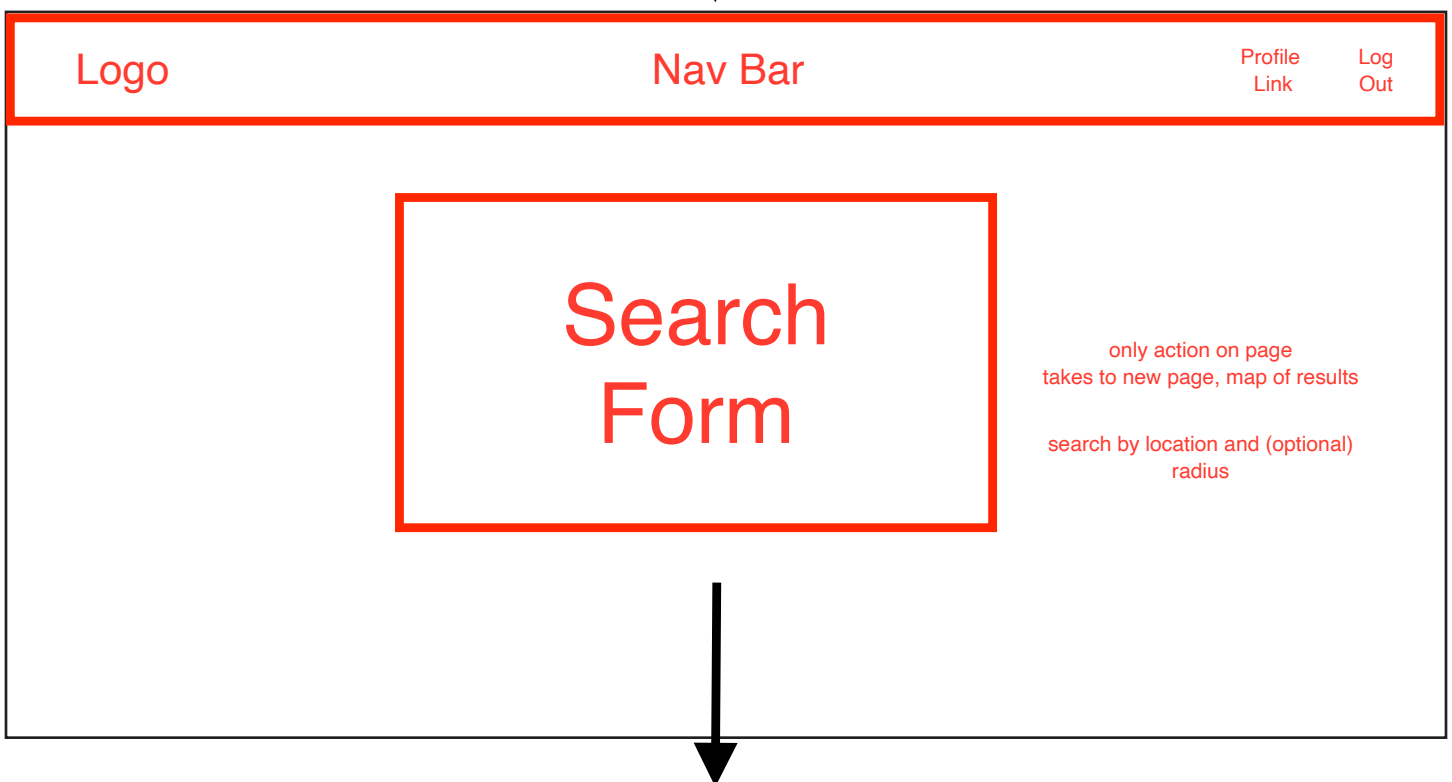 Logo
Nav Bar
Profile
Link
Log
Out
Search
Form
only action on page
takes to new page, map of results
search by location and (optional)
radius